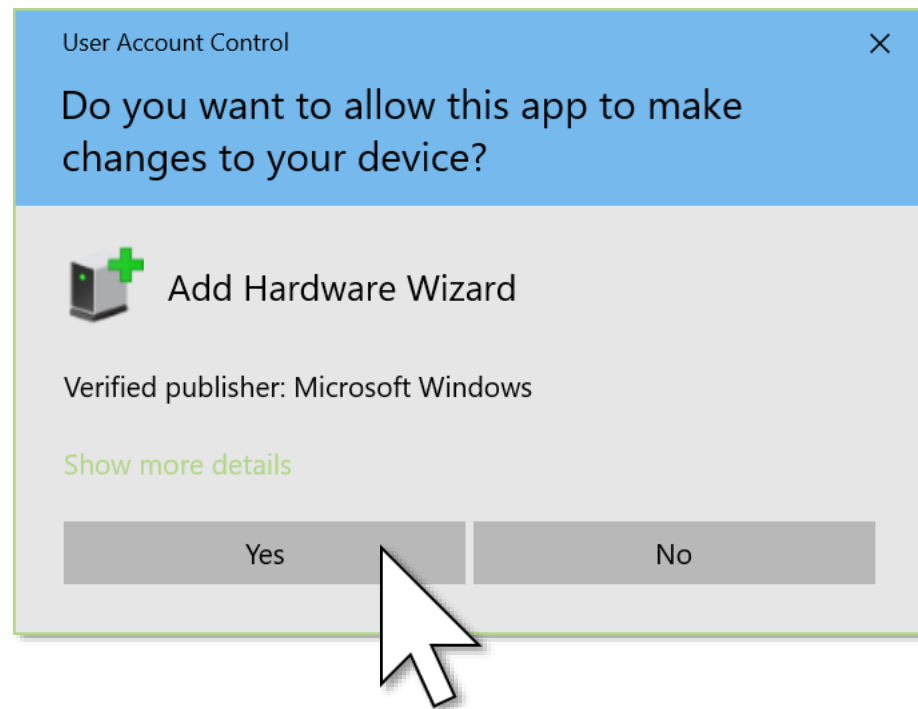 User Account Control
Do you want to allow this app to make
changes to your device?
Add Hardware Wizard
Verified publisher: Microsoft Windows
Show more details
Yes
No